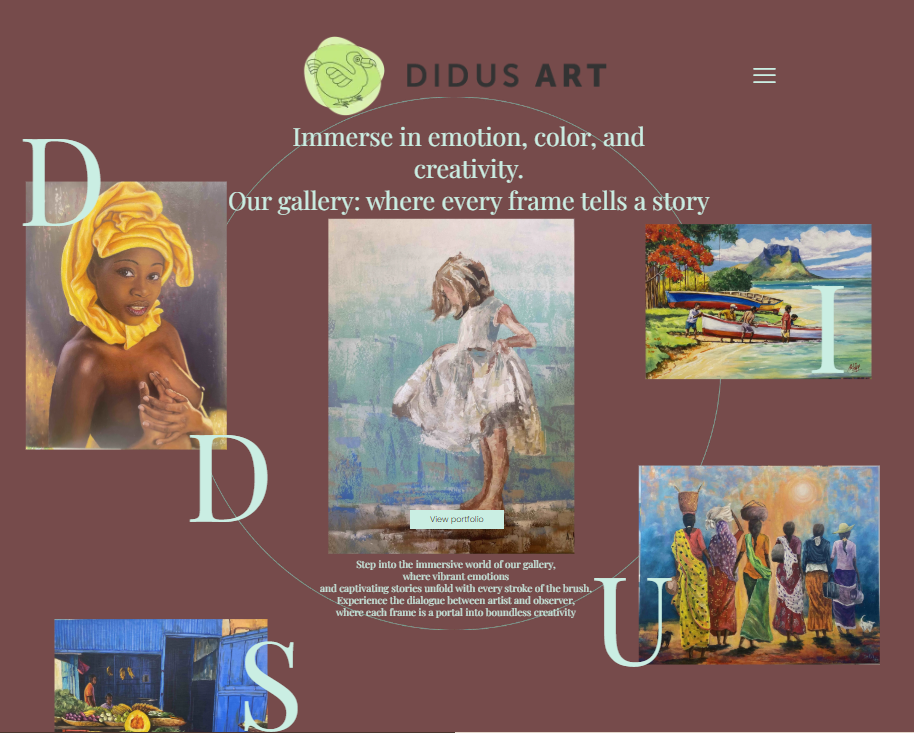 DIDUS ART
Immerse in emotion, color, and
creativity.
Our gallery: where every frame tells a story
D
I
D
U
S
View portfolio
Step into the immersive world of our gallery,
where vibrant emotions
and captivating stories unfold with every stroke of the brush.
Experience the dialogue between artist and observer,
where each frame is a portal into boundless creativity